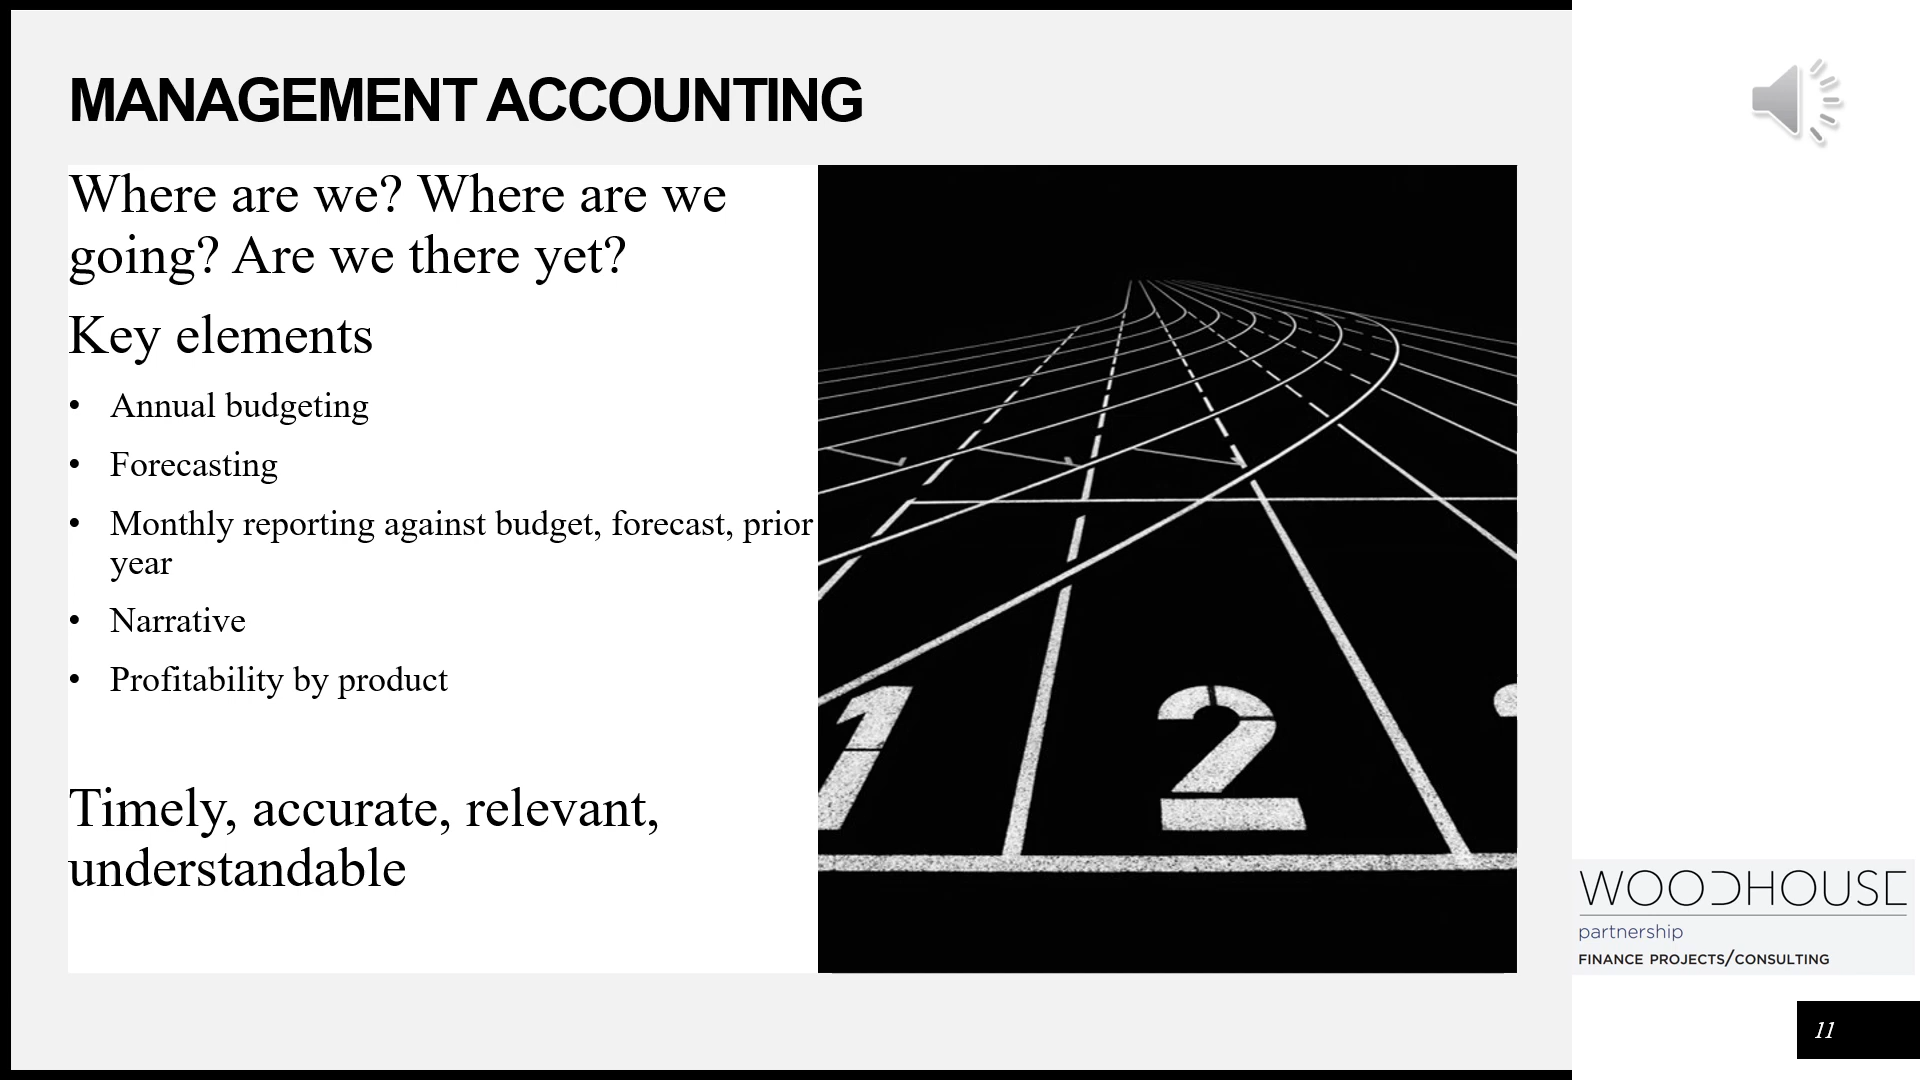 MANAGEMENT ACCOUNTING
Where are we? Where are we
going? Are we there yet?
Key elements
• Annual budgeting
• Forecasting
• Monthly reporting against budget, forecast, prior
year
• Narrative
• Profitability by product
Timely, accurate, relevant,
understandable
1 2
WOODHOUSE
partnership
FINANCE PROJECTS/CONSULTING
11